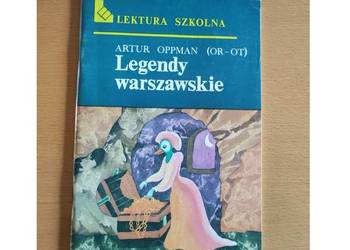 LEKTURA SZKOLNA
ARTUR OPPMAN (OR-OT)
Legendy
warszawskie